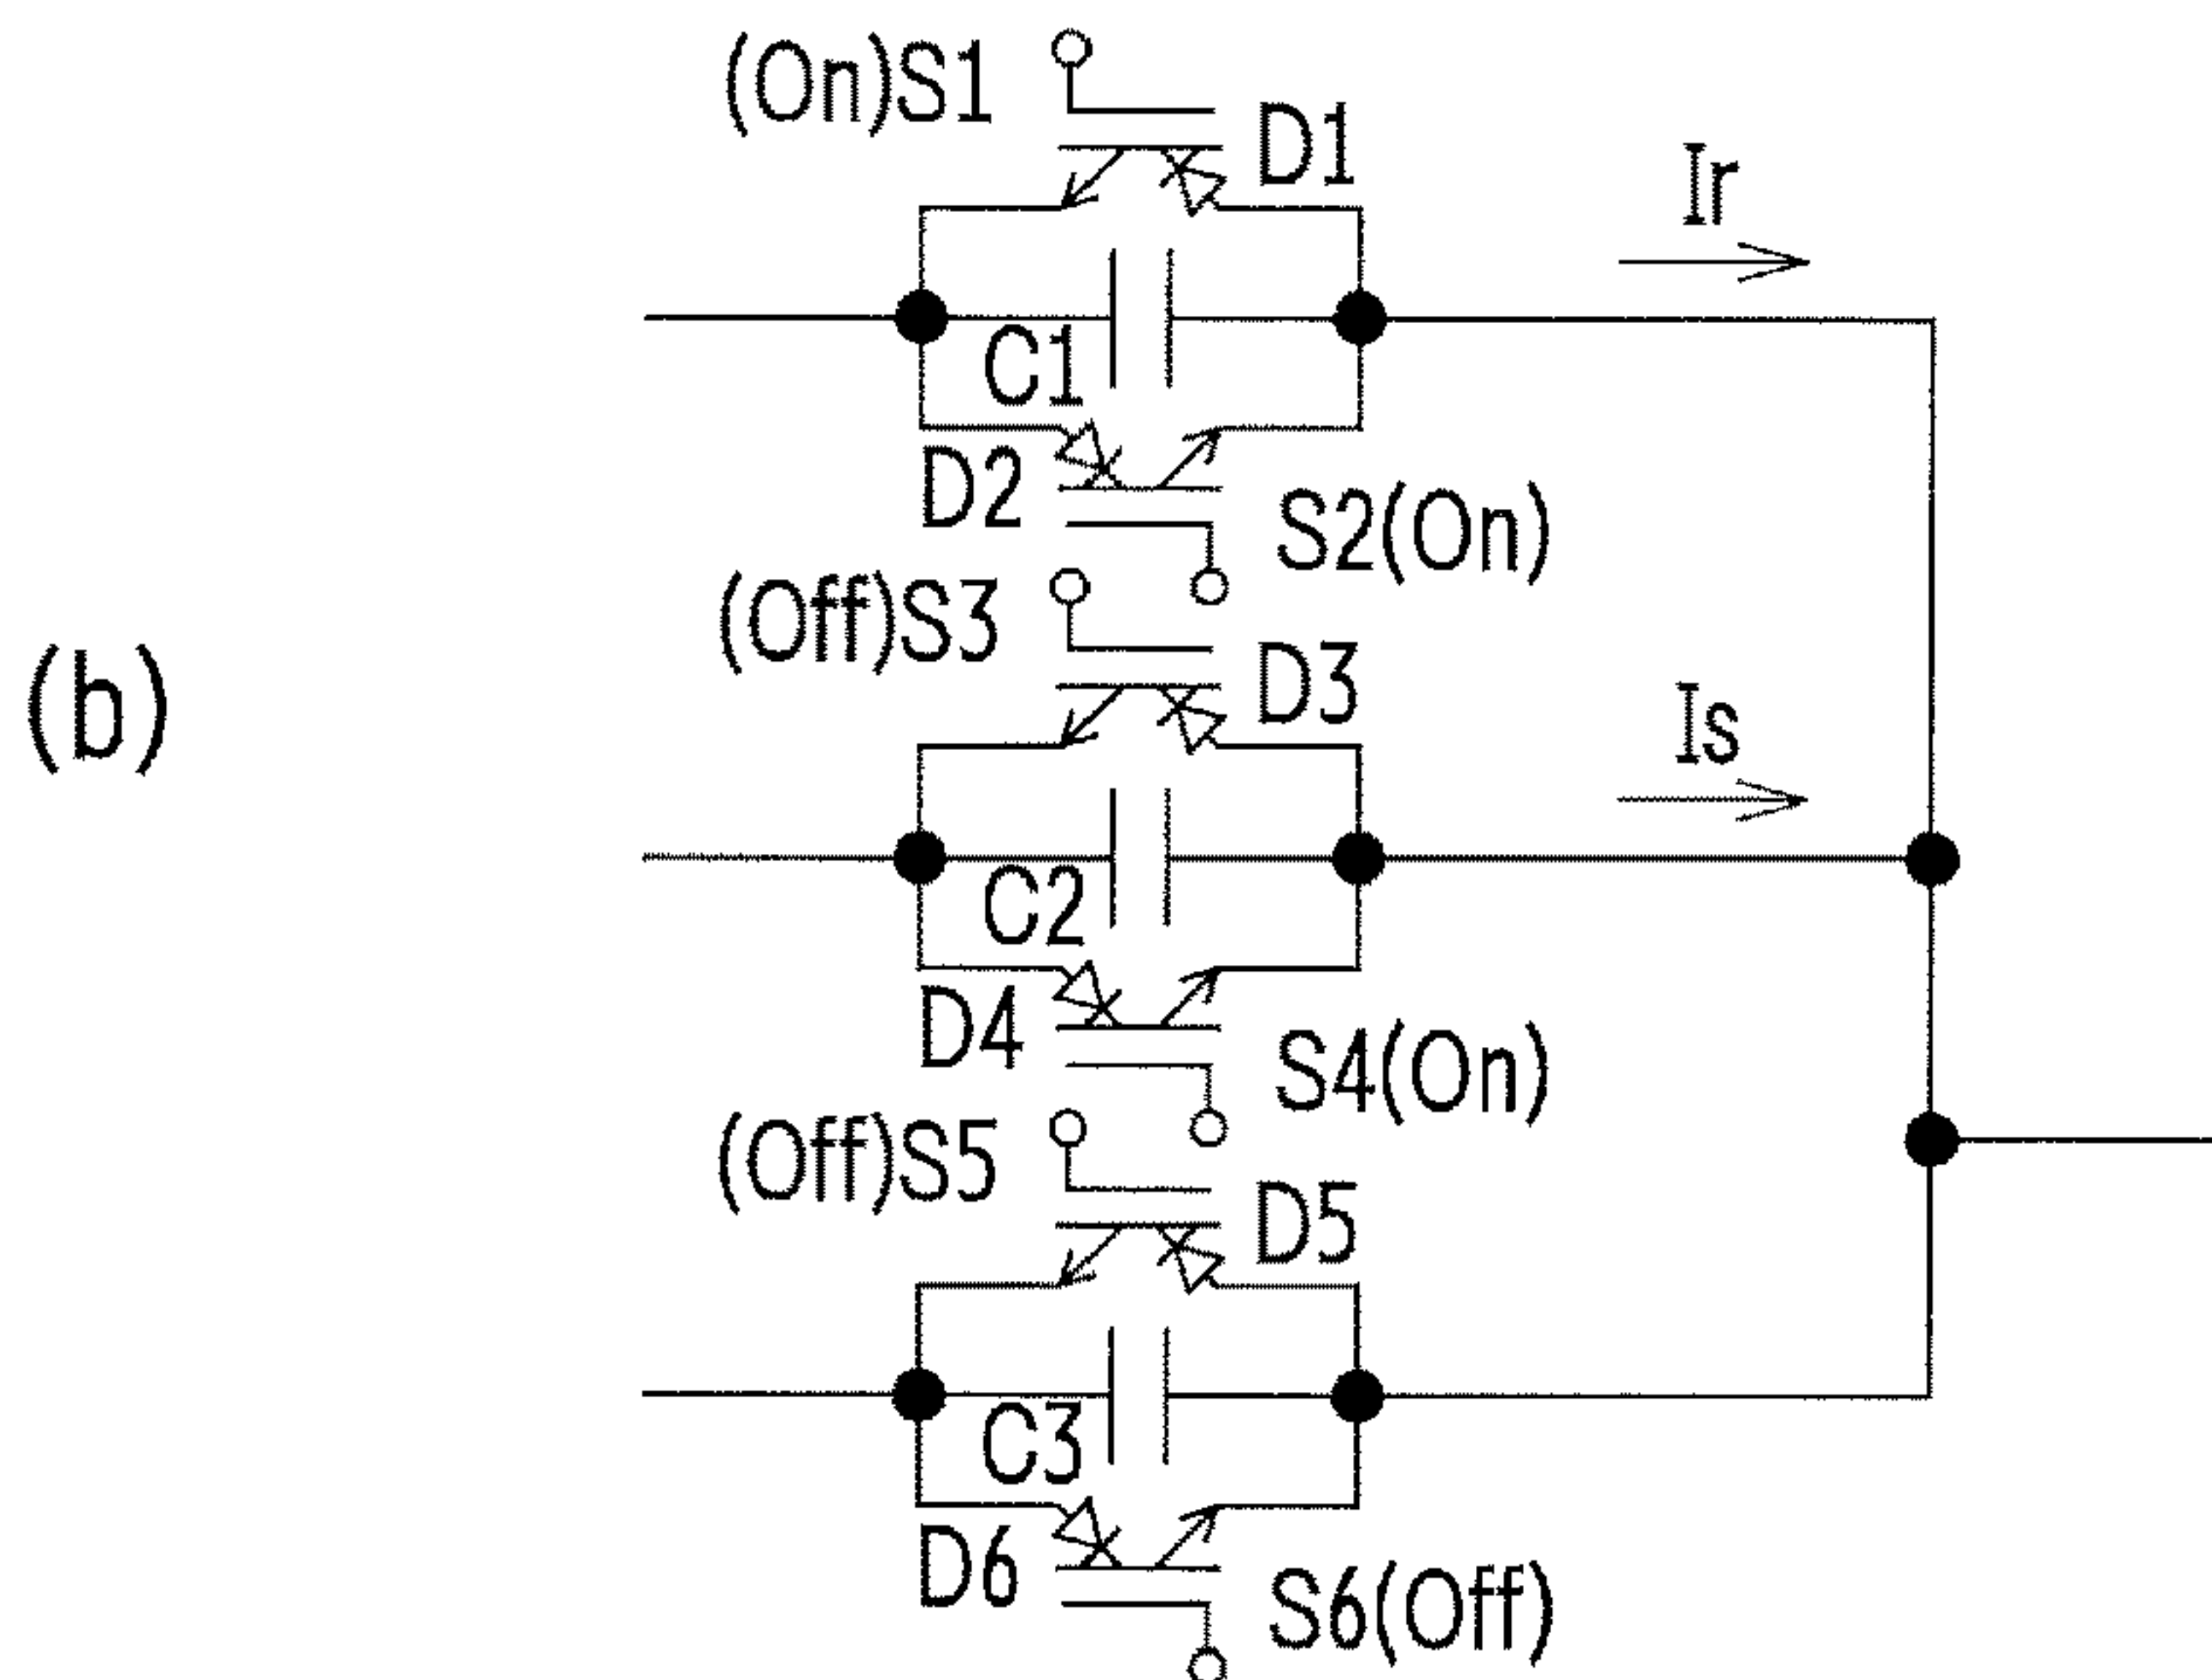 (On)S1
D1
Ir
C1
D2
S2(On)
(Off)S3
D3
(b)
Is
C2
D4
S4(On)
(Off)S5
D5
C3
D6
S6(Off)